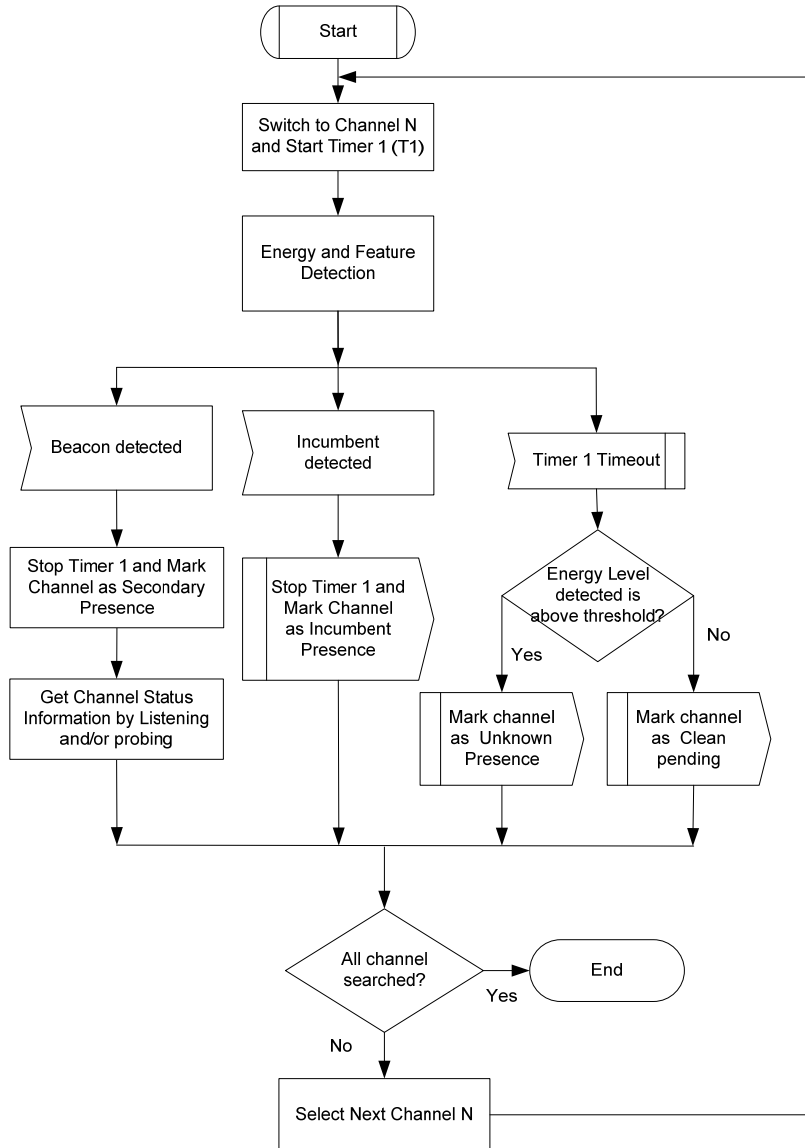 Start
Switch to Channel N
and Start Timer 1 (T1)
Energy and Feature
Detection
Beacon detected
Incumbent
detected
Timer 1 Timeout
Stop Timer 1 and Mark
Channel as Secondary
Presence
Stop Timer 1 and
Mark Channel
as Incumbent
Presence
Energy Level
detected is
above threshold?
Yes
No
Get Channel Status
Information by Listening
and/or probing
Mark channel
as Unknown
Presence
Mark channel
as Clean
pending
All channel
searched?
Yes
End
No
Select Next Channel N